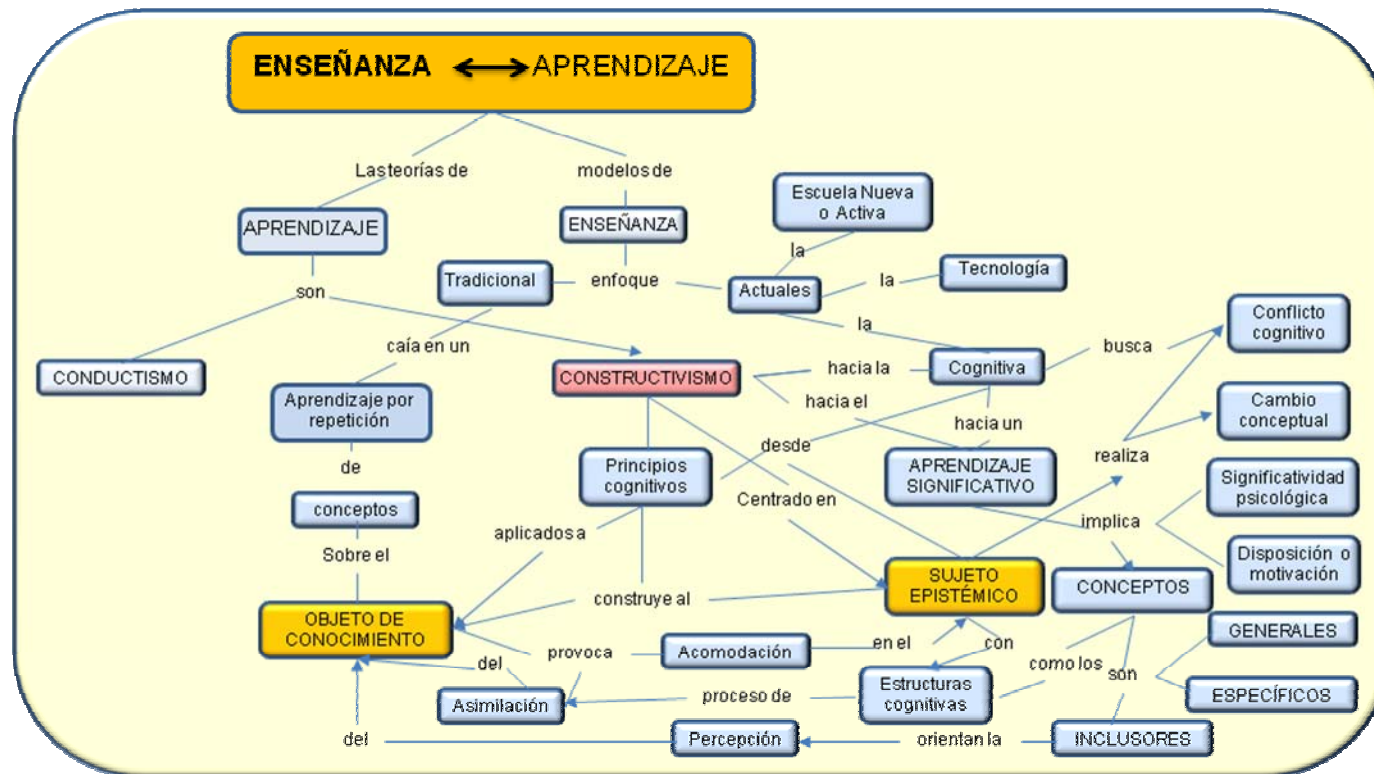 ENSEÑANZA APRENDIZAJE
Las teorías de
modelos de
Escuela Nueva
o Activa
APRENDIZAJE
ENSEÑANZA
la
Tradicional
enfoque
Actuales
la
Tecnología
son
la
Conflicto
cognitivo
caía en un
busca
CONDUCTISMO
CONSTRUCTIVISMO
hacia la
Cognitiva
Aprendizaje por
repetición
hacia el
hacia un
Cambio
conceptual
desde
de
Principios
cognitivos
APRENDIZAJE
SIGNIFICATIVO
realiza
Significatividad
psicológica
conceptos
Centrado en
aplicados a
implica
Sobre el
Disposición o
motivación
SUJETO
EPISTÉMICO
CONCEPTOS
construye al
OBJETO DE
CONOCIMIENTO
GENERALES
provoca
Acomodación
en el
con
como los
del
son
Asimilación
proceso de
Estructuras
cognitivas
ESPECÍFICOS
del
Percepción
orientan la
INCLUSORES